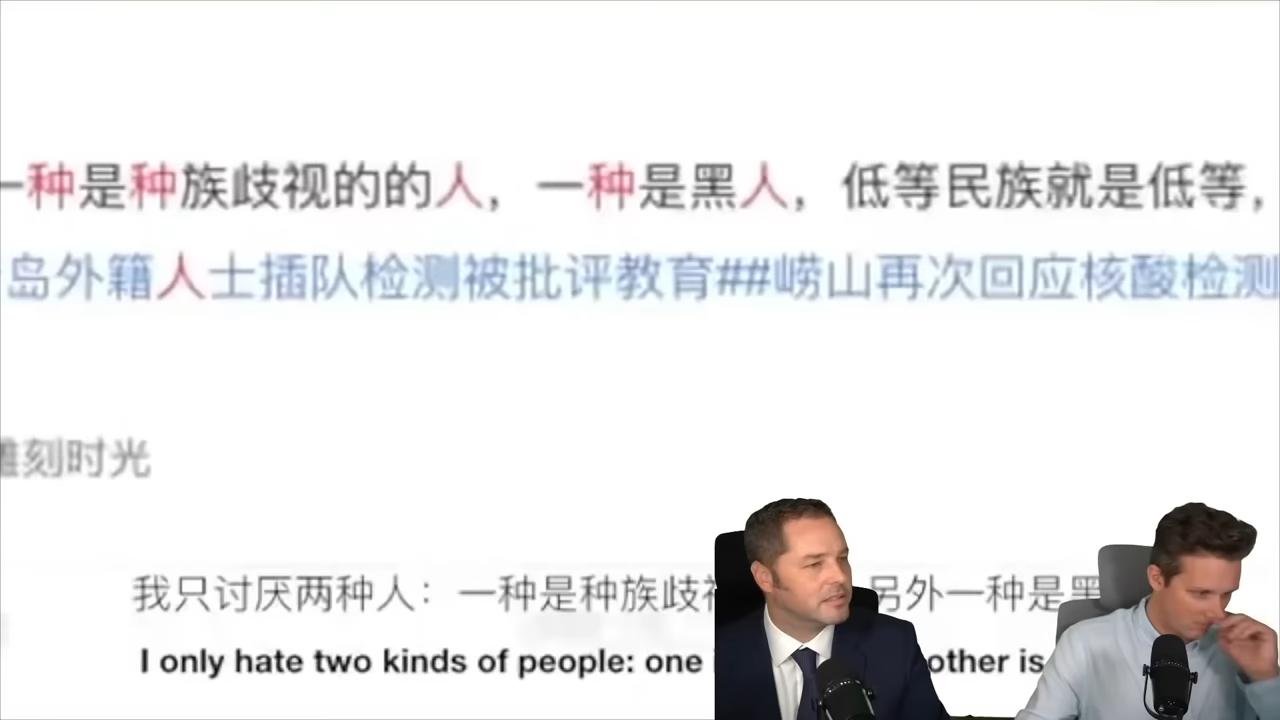 一种是种族歧视的的人，一种是黑人，低等民族就是低等，
岛外籍人士插队检测被批评教育##崂山再次回应核酸检测
雕刻时光
我只讨厌两种人：一种是种族歧 另外一种是黑
I only hate two kinds of people: one other is